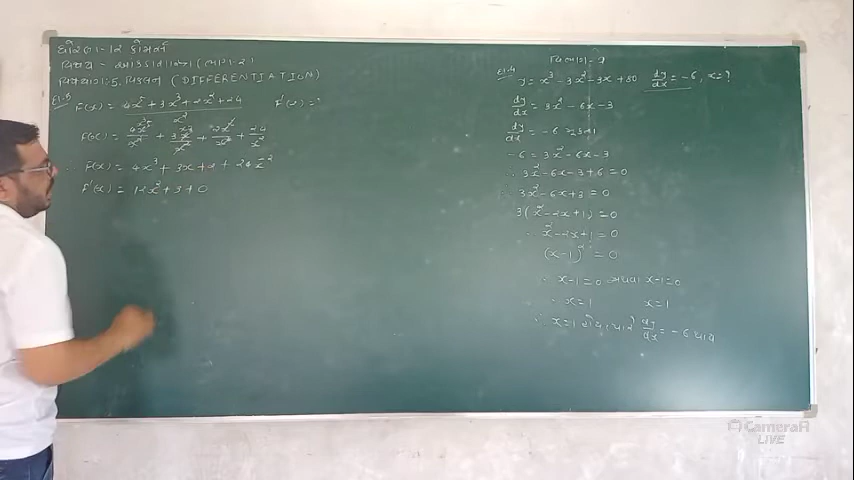 ધોરણ-૧૨ કોમર્સ
વિષય - આંકડાશાસ્ત્ર (ભાગ-૨)
પ્રકરણ: 5. વિકલન (DIFFERENTIATION)
F(x) = 4x⁵ + 3x³ + 2x² + 24 / x² F'(2) = ?
F(x) = 4x⁵/x² + 3x³/x² + 2x²/x² + 24/x²
∴ F(x) = 4x³ + 3x + 2 + 24x⁻²
F'(x) = 12x² + 3 + 0
વિભાગ-
y = x³ - 3x² - 3x + 80 dy/dx = -6, x = ?
dy/dx = 3x² - 6x - 3
dy/dx = -6
-6 = 3x² - 6x - 3
∴ 3x² - 6x - 3 + 6 = 0
3x² - 6x + 3 = 0
3(x² - 2x + 1) = 0
∴ x² - 2x + 1 = 0
(x-1)² = 0
∴ x-1 = 0 અથવા x-1 = 0
∴ x = 1 x = 1
∴ x = 1 હોય ત્યારે dy/dx = -6 થાય
CameraFi
LIVE